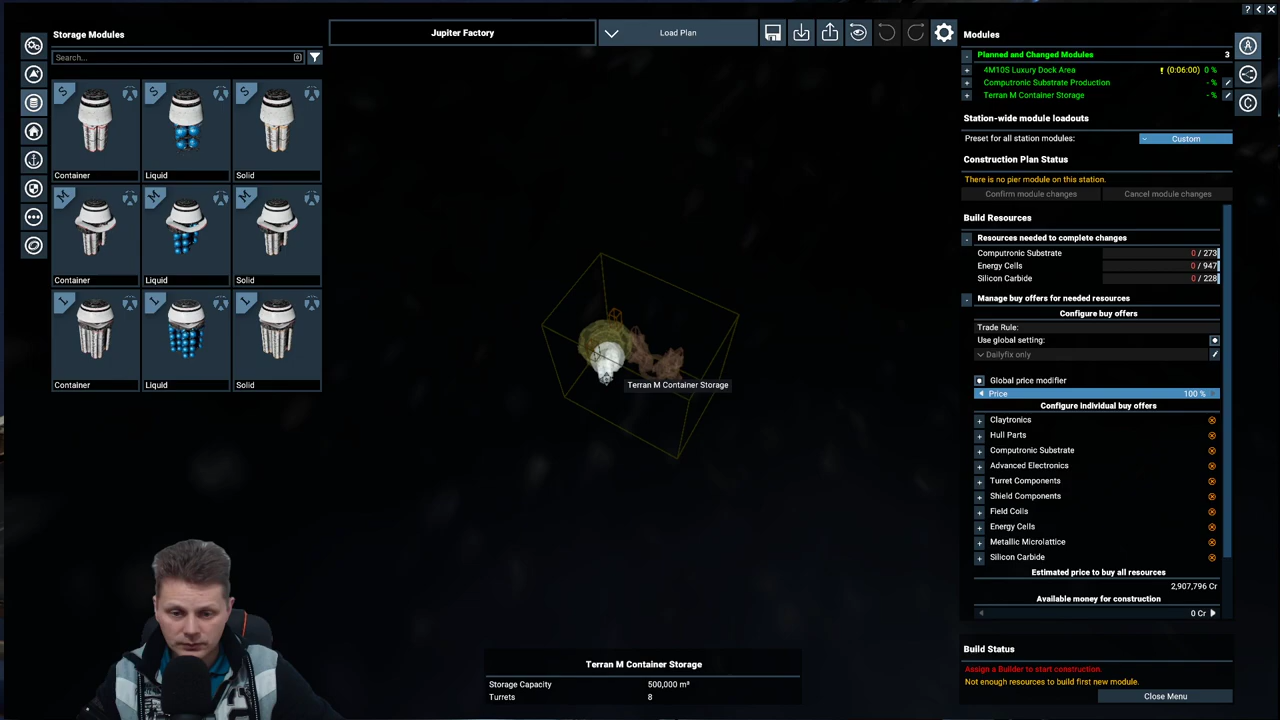 ?
Storage Modules
Search...
S
S
S
Container
Liquid
Solid
M
M
M
Container
Liquid
Solid
L
L
L
Container
Liquid
Solid
Jupiter Factory
Load Plan
Terran M Container Storage
Terran M Container Storage
Storage Capacity 500,000 m³
Turrets 8
Modules
Planned and Changed Modules 3
+ 4M10S Luxury Dock Area ! (0:06:00) 0 %
+ Computronic Substrate Production - %
+ Terran M Container Storage - %
Station-wide module loadouts
Preset for all station modules: Custom
Construction Plan Status
There is no pier module on this station.
Confirm module changes Cancel module changes
Build Resources
- Resources needed to complete changes
Computronic Substrate 0 / 273
Energy Cells 0 / 947
Silicon Carbide 0 / 228
- Manage buy offers for needed resources
Configure buy offers
Trade Rule:
Use global setting:
Dailyfix only
Global price modifier
Price 100 %
Configure individual buy offers
+ Claytronics
+ Hull Parts
+ Computronic Substrate
+ Advanced Electronics
+ Turret Components
+ Shield Components
+ Field Coils
+ Energy Cells
+ Metallic Microlattice
+ Silicon Carbide
Estimated price to buy all resources
2,907,796 Cr
Available money for construction
0 Cr
Build Status
Assign a Builder to start construction.
Not enough resources to build first new module.
Close Menu